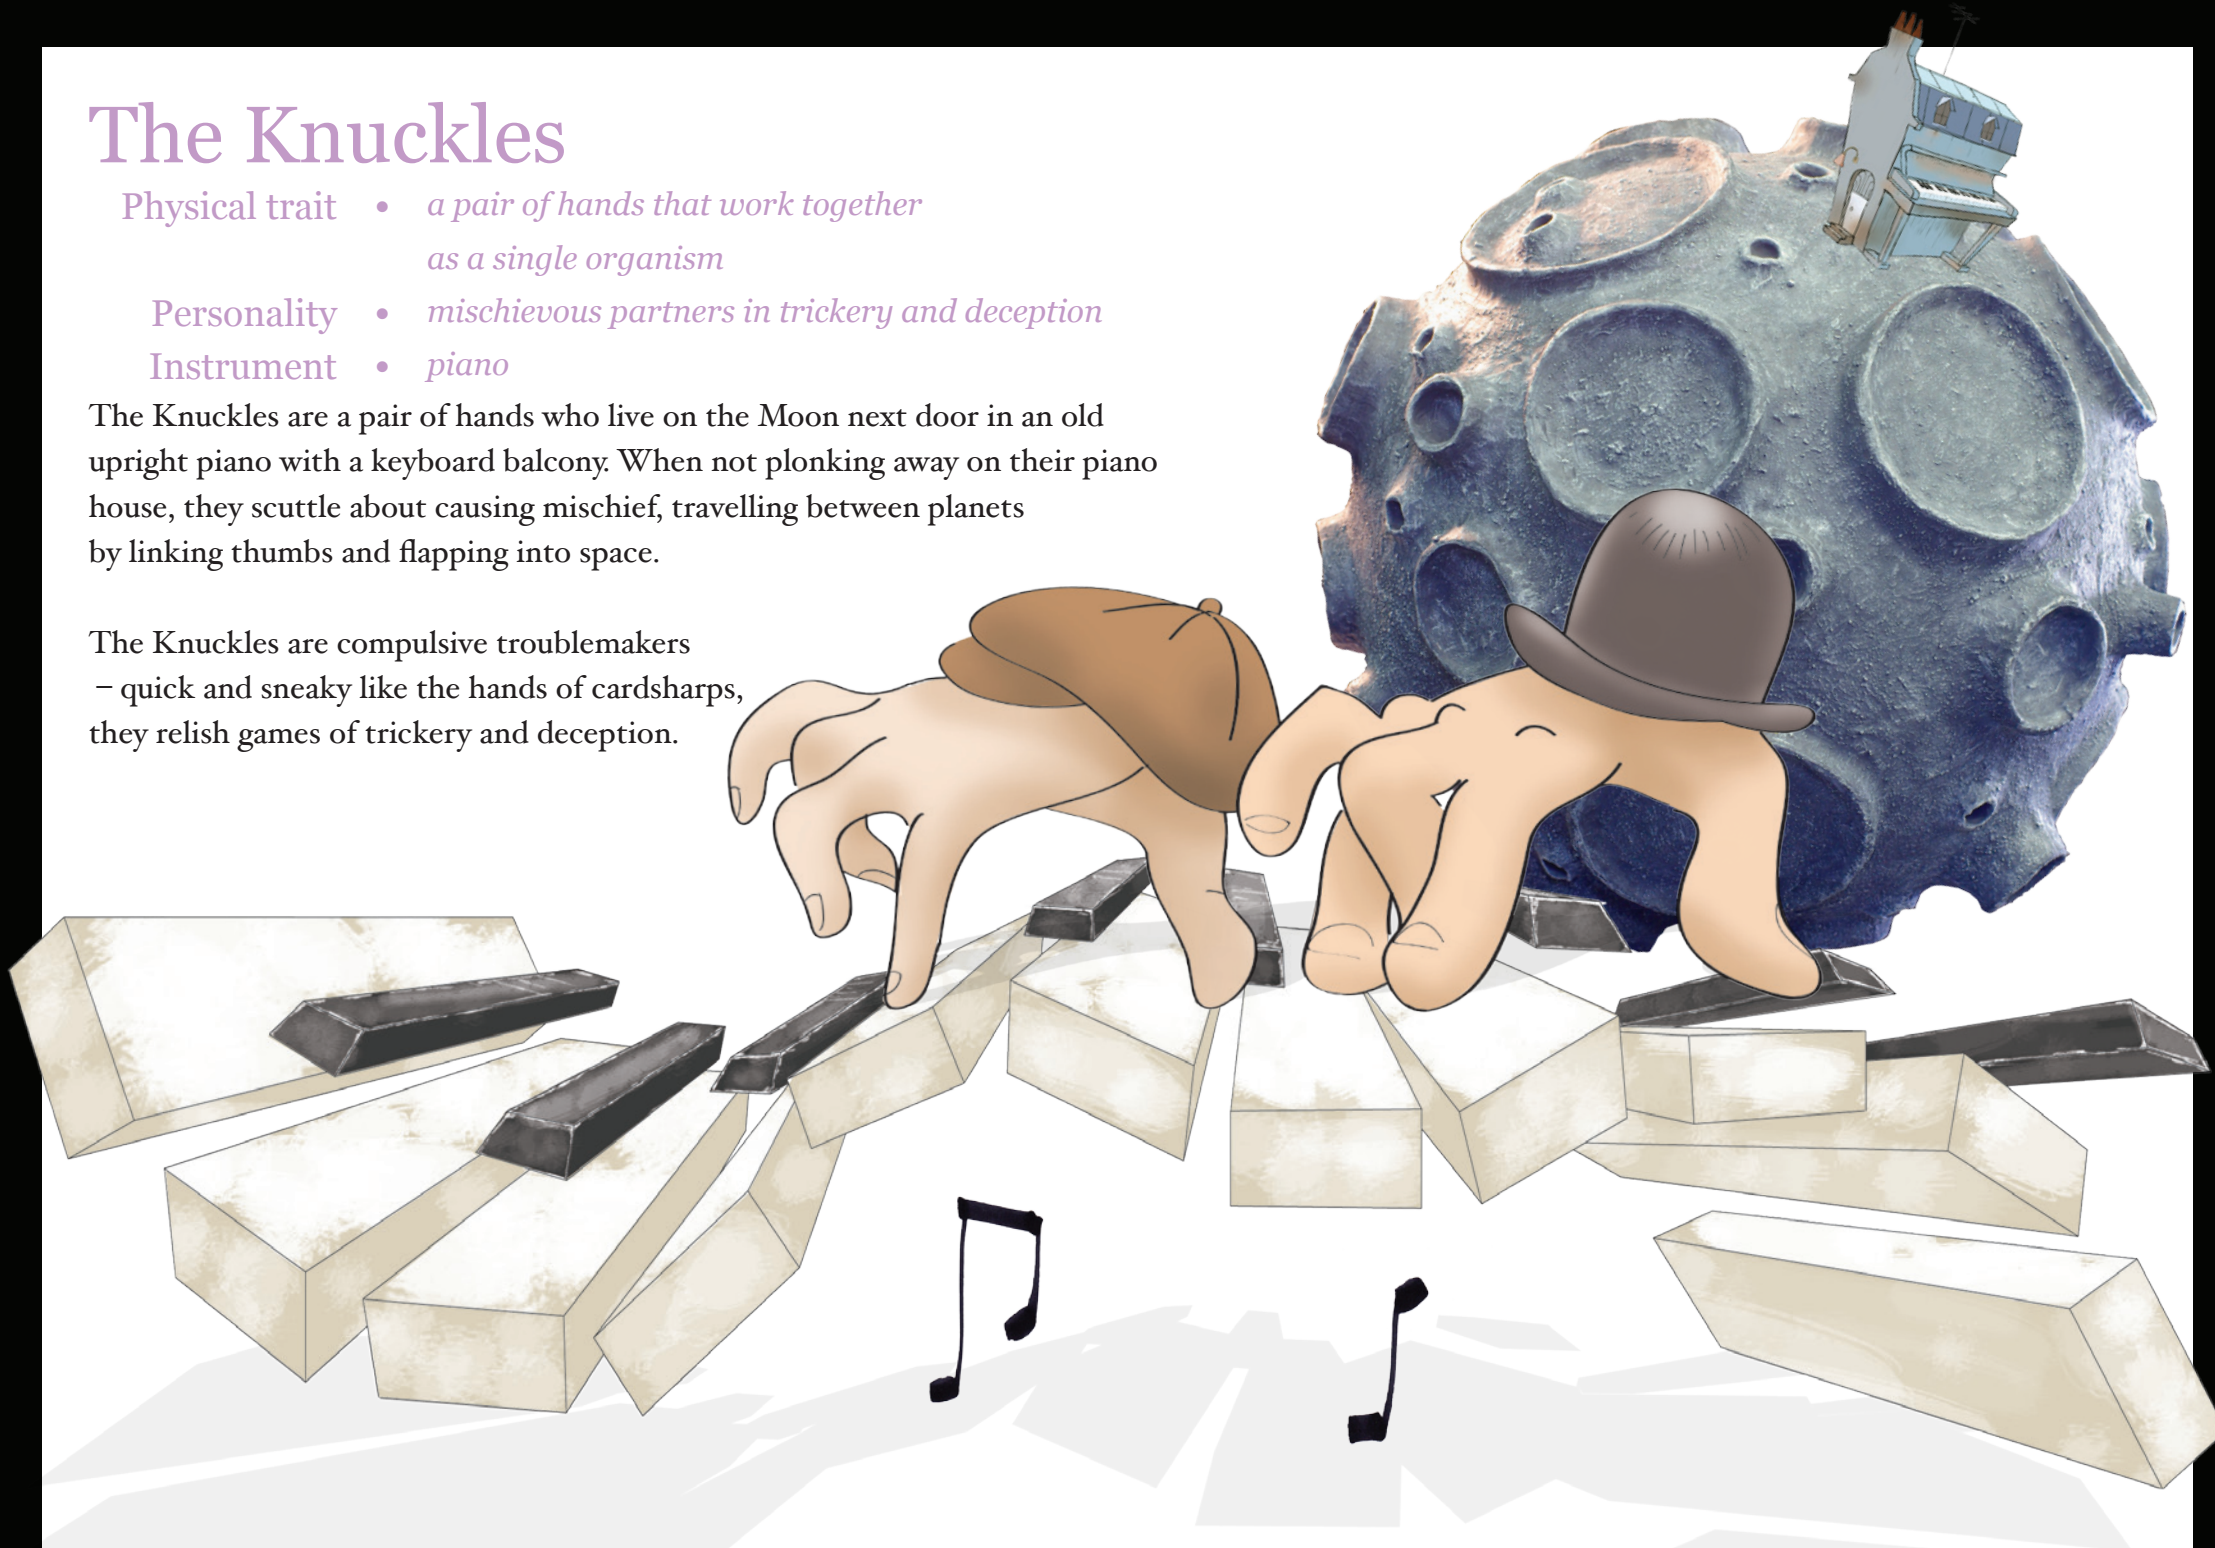 The Knuckles
Physical trait • a pair of hands that work together
as a single organism
Personality • mischievous partners in trickery and deception
Instrument • piano
The Knuckles are a pair of hands who live on the Moon next door in an old
upright piano with a keyboard balcony. When not plonking away on their piano
house, they scuttle about causing mischief, travelling between planets
by linking thumbs and flapping into space.
The Knuckles are compulsive troublemakers
– quick and sneaky like the hands of cardsharps,
they relish games of trickery and deception.